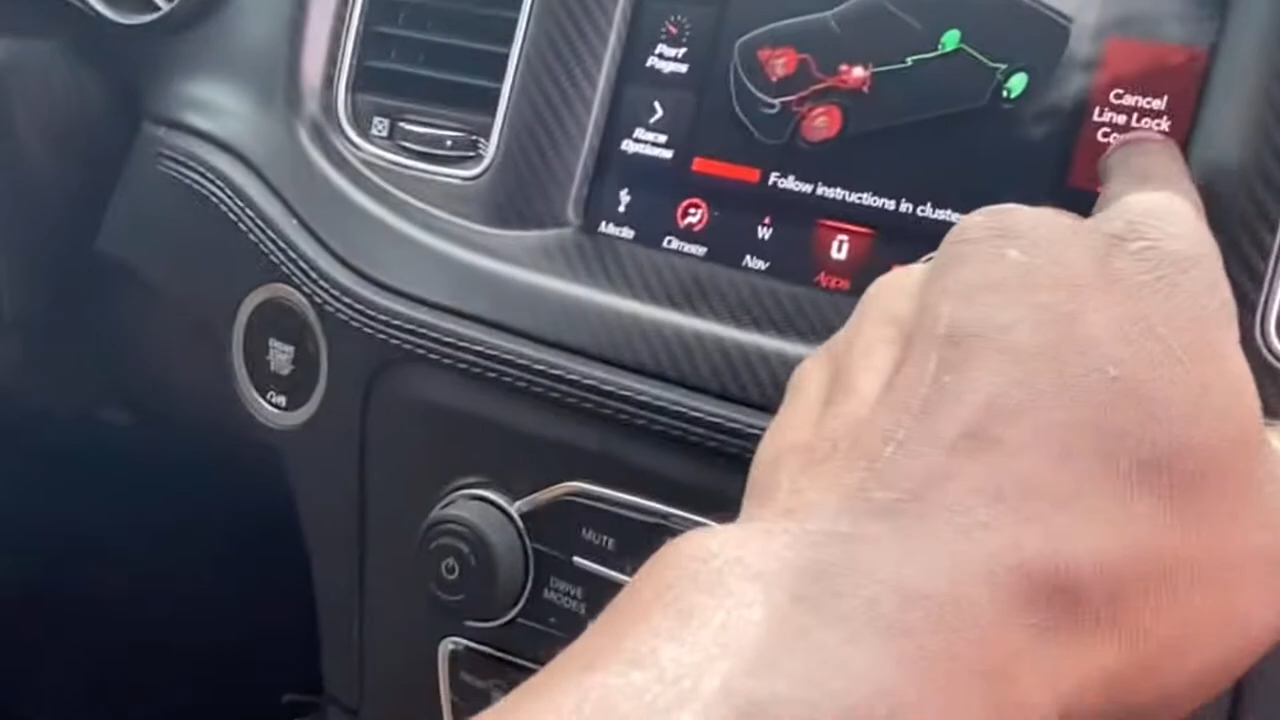 Perf
Pages
Race
Options
Cancel
Line Lock
Follow instructions in cluste
Media
Climate
W
Nav
Apps
MUTE
DRIVE
MODES